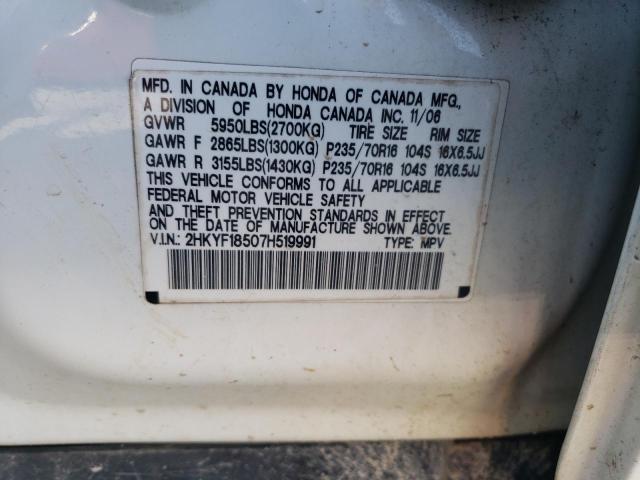 MFD. IN CANADA BY HONDA OF CANADA MFG.,
A DIVISION OF HONDA CANADA INC. 11/06
GVWR 5950LBS(2700KG) TIRE SIZE RIM SIZE
GAWR F 2865LBS(1300KG) P235/70R16 104S 16X6.5JJ
GAWR R 3155LBS(1430KG) P235/70R16 104S 16X6.5JJ
THIS VEHICLE CONFORMS TO ALL APPLICABLE
FEDERAL MOTOR VEHICLE SAFETY
AND THEFT PREVENTION STANDARDS IN EFFECT
ON THE DATE OF MANUFACTURE SHOWN ABOVE.
V.I.N.: 2HKYF18507H519991 TYPE: MPV